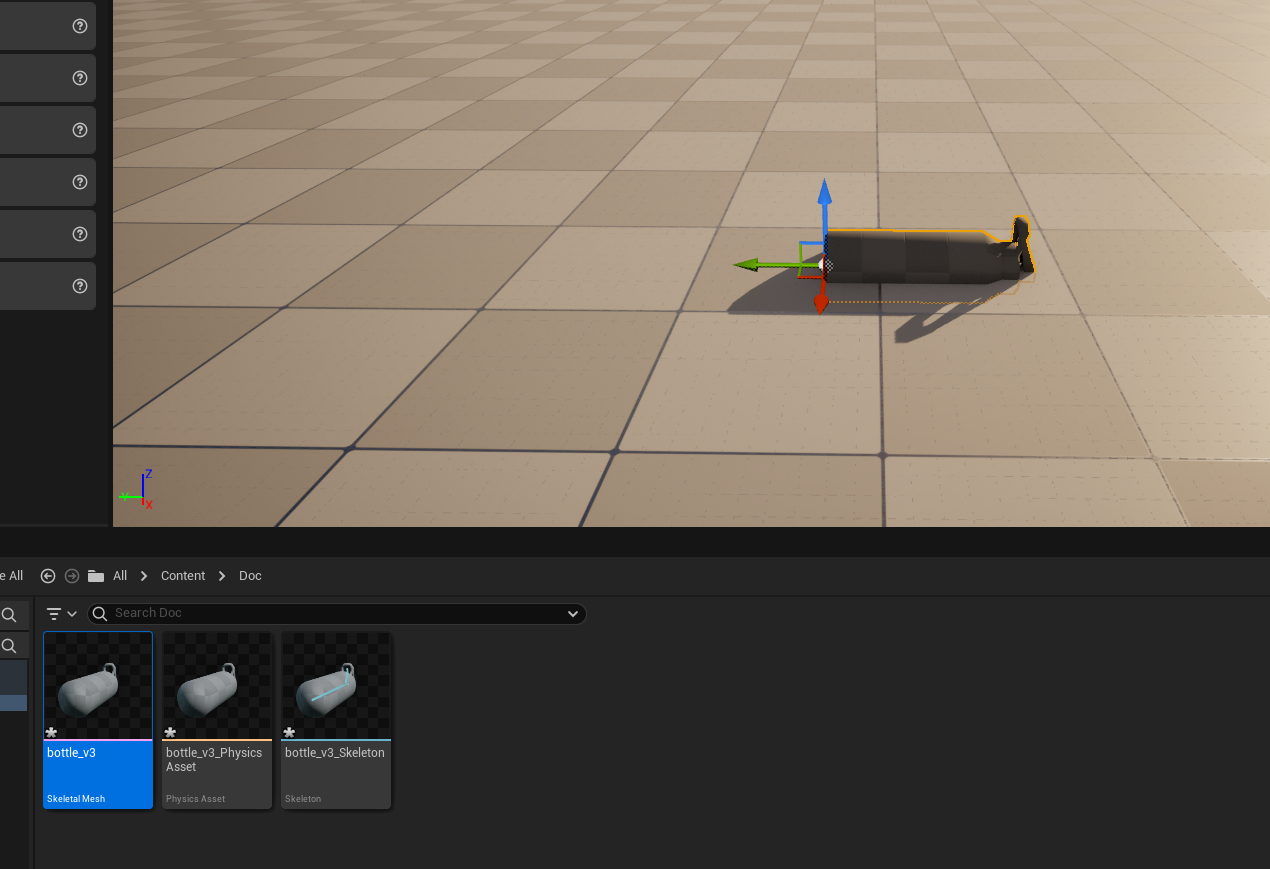 Z
Y
X
e All
All
Content
Doc
Search Doc
bottle_v3
Skeletal Mesh
bottle_v3_Physics
Asset
Physics Asset
bottle_v3_Skeleton
Skeleton